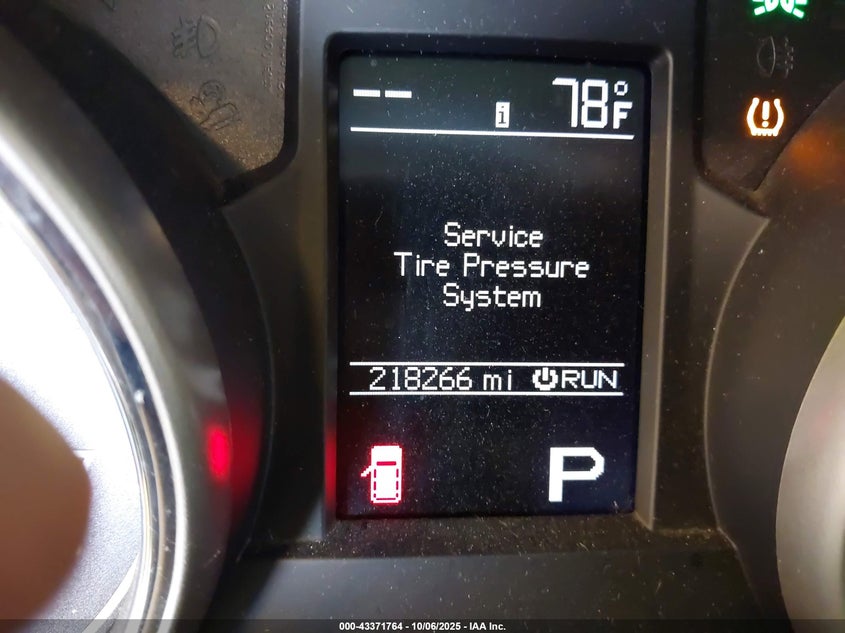 -- i 78°F
Service
Tire Pressure
System
218266 mi RUN
P
000-43371764 - 10/06/2025 - IAA Inc.